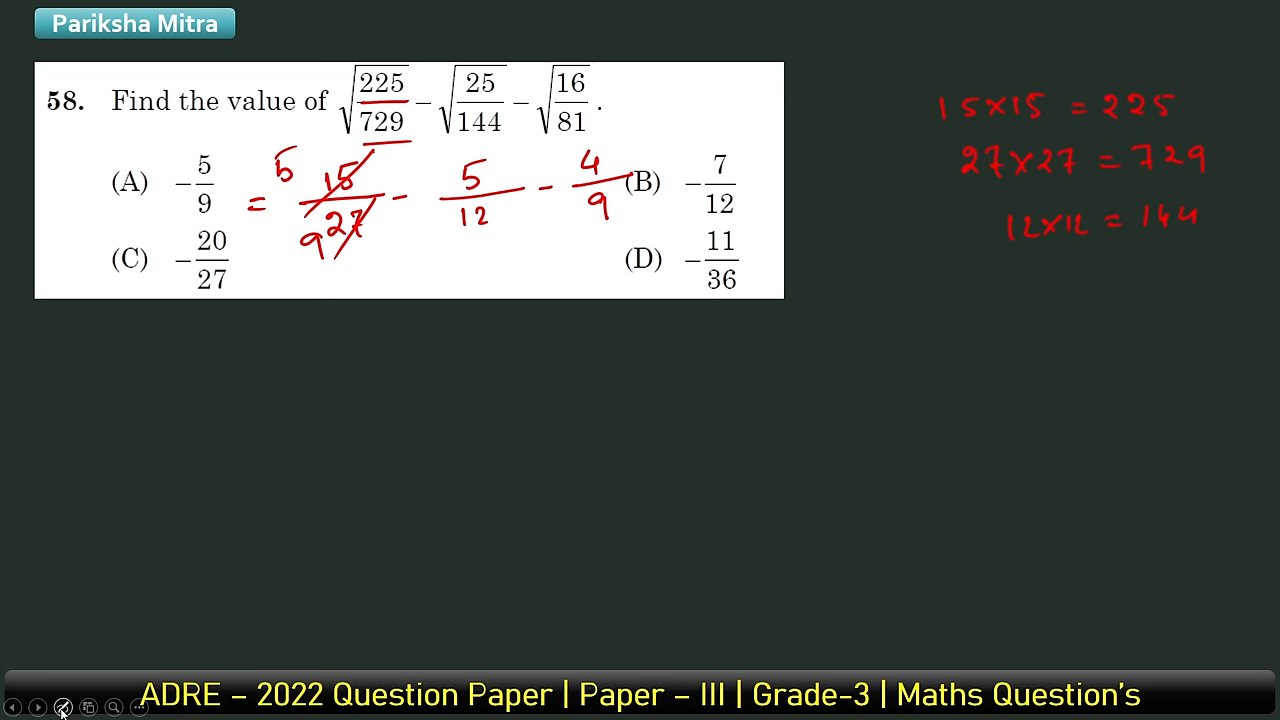 Pariksha Mitra
58. Find the value of √(225/729) − √(25/144) − √(16/81) .
(A) −5/9
(B) −7/12
(C) −20/27
(D) −11/36
= 5 15/27 9 − 5/12 − 4/9
15×15 = 225
27×27 = 729
12×12 = 144
ADRE – 2022 Question Paper | Paper – III | Grade-3 | Maths Question's